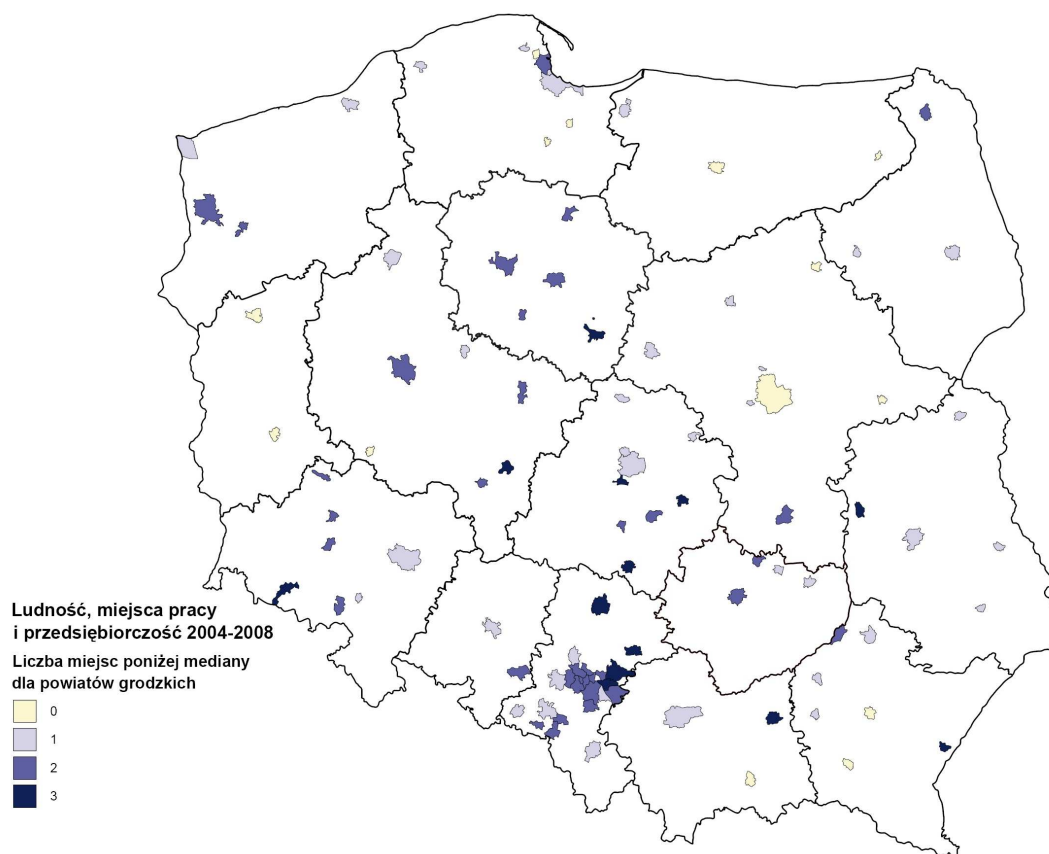 Ludność, miejsca pracy
i przedsiębiorczość 2004-2008
Liczba miejsc poniżej mediany
dla powiatów grodzkich
0
1
2
3